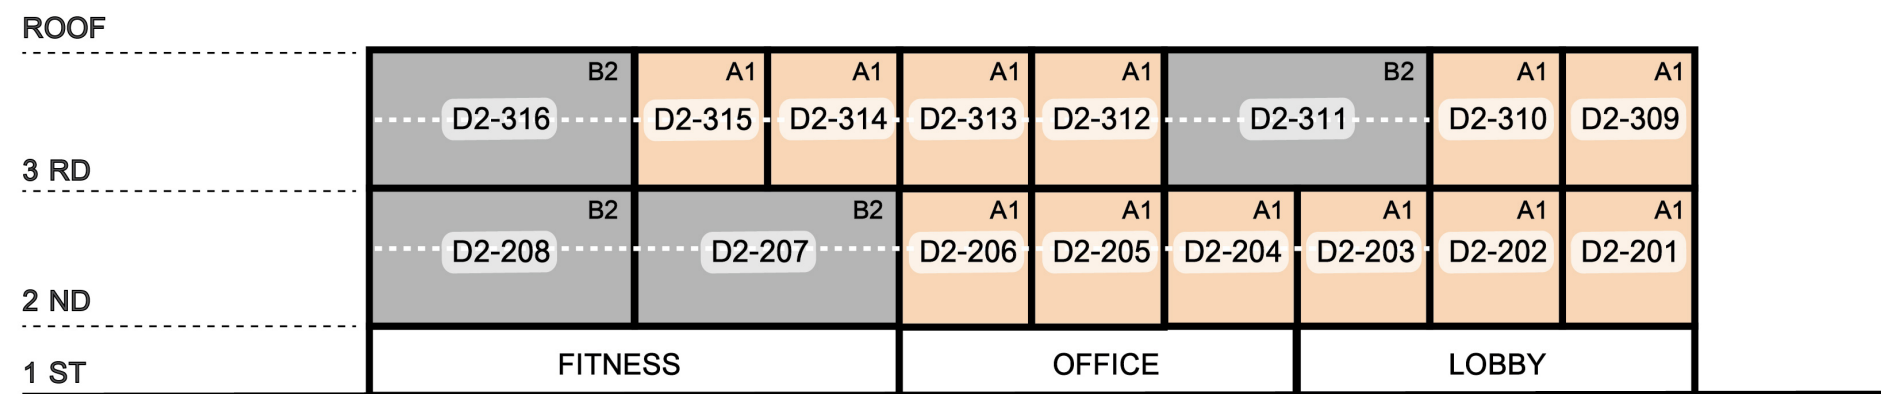 ROOF
B2 A1 A1 A1 A1 B2 A1 A1
D2-316 D2-315 D2-314 D2-313 D2-312 D2-311 D2-310 D2-309
3 RD
B2 B2 A1 A1 A1 A1 A1 A1
D2-208 D2-207 D2-206 D2-205 D2-204 D2-203 D2-202 D2-201
2 ND
1 ST FITNESS OFFICE LOBBY